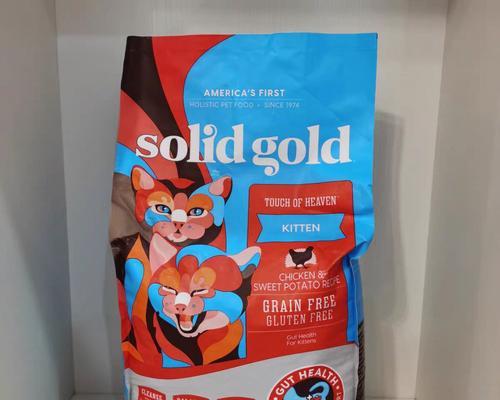 AMERICA'S FIRST
HOLISTIC PET FOOD • SINCE 1974
solid gold
TOUCH OF HEAVEN
KITTEN
CHICKEN &
SWEET POTATO RECIPE
GRAIN FREE
GLUTEN FREE
Gut Health
For Kittens
CLEANSE
GUT HEALTH